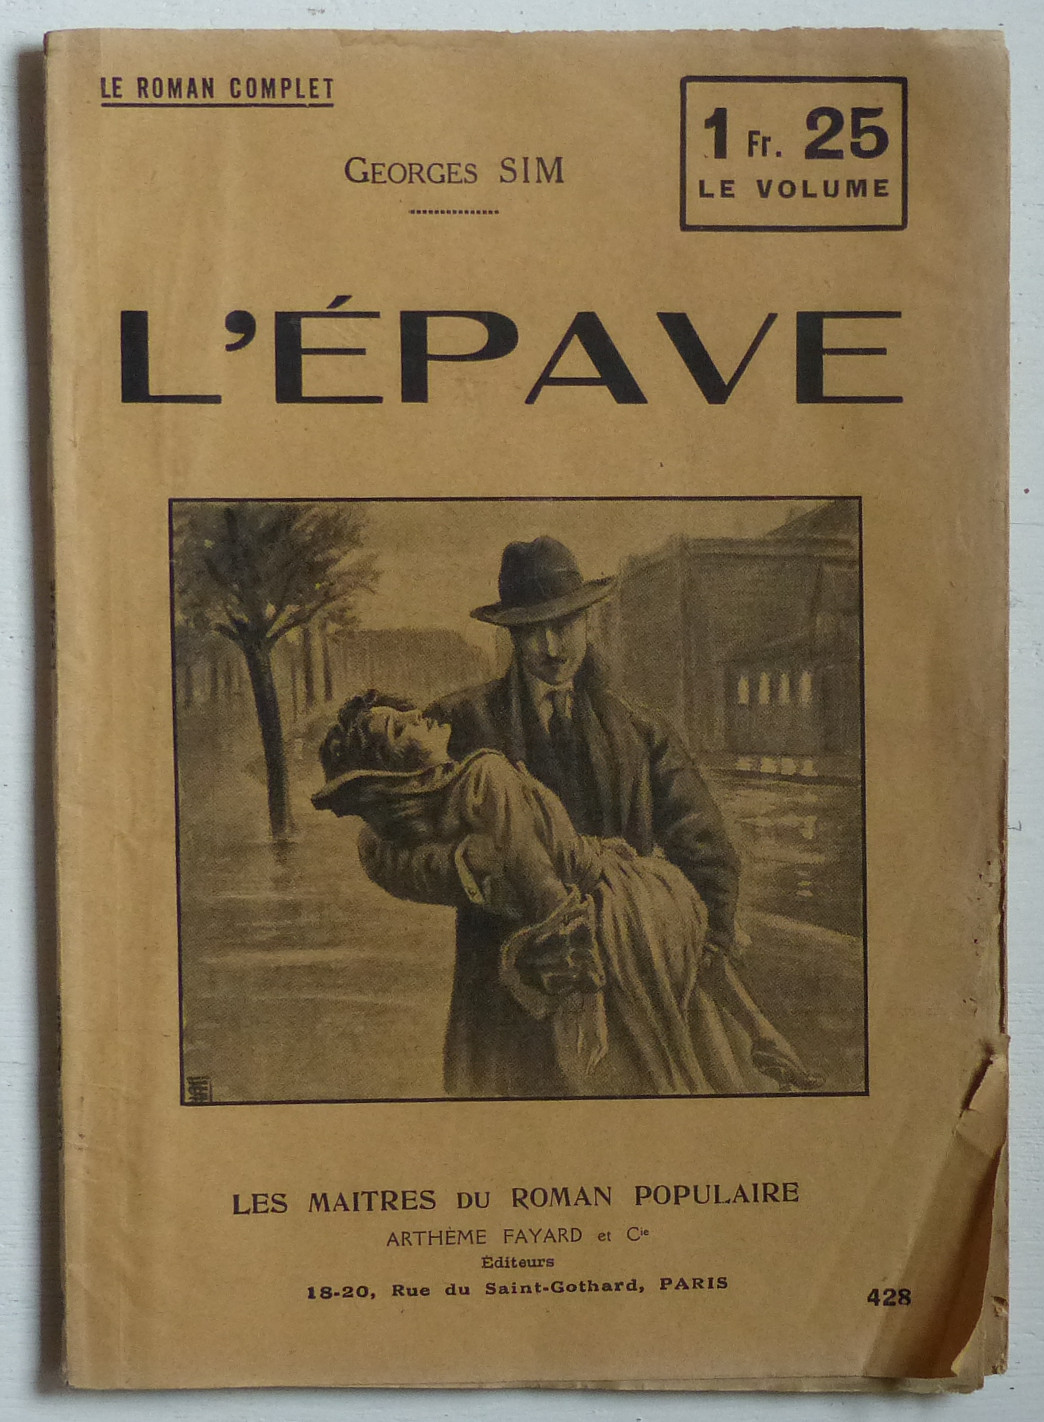 LE ROMAN COMPLET
1 Fr. 25
LE VOLUME
GEORGES SIM
L'ÉPAVE
LES MAITRES DU ROMAN POPULAIRE
ARTHÈME FAYARD et Cie
Éditeurs
18-20, Rue du Saint-Gothard, PARIS
428